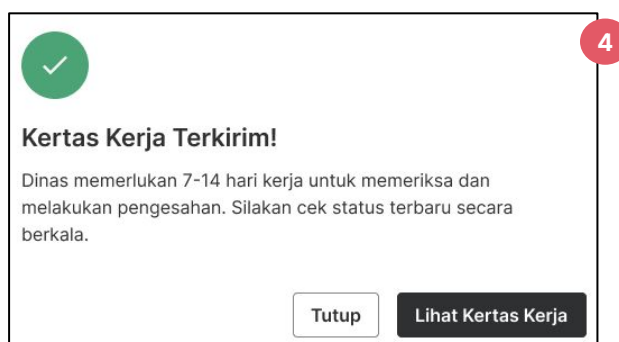 4
Kertas Kerja Terkirim!
Dinas memerlukan 7-14 hari kerja untuk memeriksa dan
melakukan pengesahan. Silakan cek status terbaru secara
berkala.
Tutup
Lihat Kertas Kerja